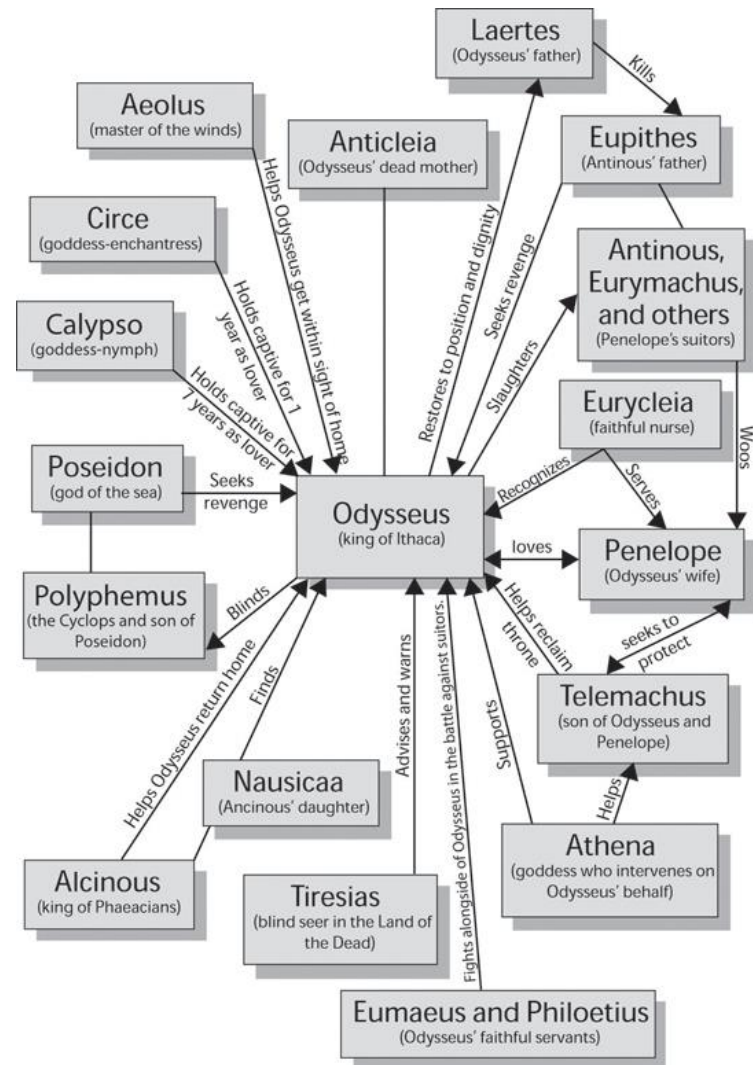 Laertes
(Odysseus' father)
Kills
Aeolus
(master of the winds)
Anticleia
(Odysseus' dead mother)
Eupithes
(Antinous' father)
Helps Odysseus get within sight of home
Circe
(goddess-enchantress)
Holds captive for 1
year as lover
Restores to position and dignity
Seeks revenge
Slaughters
Antinous,
Eurymachus,
and others
(Penelope's suitors)
Calypso
(goddess-nymph)
Holds captive for
7 years as lover
Eurycleia
(faithful nurse)
Woos
Poseidon
(god of the sea)
Seeks
revenge
Odysseus
(king of Ithaca)
Recognizes
Serves
loves
Penelope
(Odysseus' wife)
Polyphemus
(the Cyclops and son of
Poseidon)
Blinds
Helps reclaim
throne
seeks to
protect
Telemachus
(son of Odysseus and
Penelope)
Helps Odysseus return home
Finds
Advises and warns
Fights alongside of Odysseus in the battle against suitors.
Supports
Helps
Nausicaa
(Ancinous' daughter)
Athena
(goddess who intervenes on
Odysseus' behalf)
Alcinous
(king of Phaeacians)
Tiresias
(blind seer in the Land of
the Dead)
Eumaeus and Philoetius
(Odysseus' faithful servants)